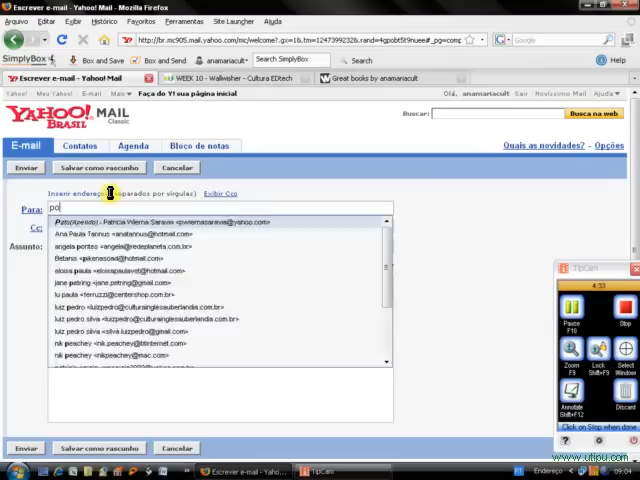 Escrever e-mail - Yahoo! Mail - Mozilla Firefox
Arquivo Editar Exibir Histórico Favoritos Ferramentas Site Launcher Ajuda
http://br.mc905.mail.yahoo.com/mc/welcome?.gx=1&.tm=1247399232&.rand=4gpobt5t9nuee#_pg=comp
Google
SimplyBox Box and Save Box and Send Search SimplyBox Search Help
Escrever e-mail - Yahoo! Mail WEEK 10 - Wallwisher - Cultura EDtech Great books by anamariacult
Yahoo! Meu Yahoo! E-mail Mais Faça do Y! sua página inicial Olá, anamariacult Sair Novíssimo Mail Ajuda
YAHOO! MAIL
BRASIL Classic
Buscar: Busca na web
E-mail Contatos Agenda Bloco de notas Quais as novidades? - Opções
Enviar Salvar como rascunho Cancelar
Inserir endereços (separados por vírgulas) Exibir Cco
Para: po
Patricia Vilerna Saravia
Cc:
Ana Paula Tannus <anatannus@hotmail.com>
Assunto:
angela pontes <angela@redeplaneta.com.br>
Betanis <pikenascoad@hotmail.com>
eloisa paula
jane petring <jane.petring@gmail.com>
lu paula <ferruzzi@centershop.com.br>
luiz pedro <luizpedro@culturainglesauberlandia.com.br>
luiz pedro silva <luizpedro@culturainglesauberlandia.com.br>
luiz pedro silva <silva.luizpedro@gmail.com>
nik peachey <nik.peachey@btinternet.com>
nik peachey <nikpeachey@mac.com>
Enviar Salvar como rascunho Cancelar
TipCam
4:33
Pause F10
Stop
Zoom F9
Lock Shift+F9
Select Window
Annotate Shift+F12
Discard
Click on Stop when done.
www.utipu.com
Escrever e-mail - Yaho... TipCam PT Endereço 09:04